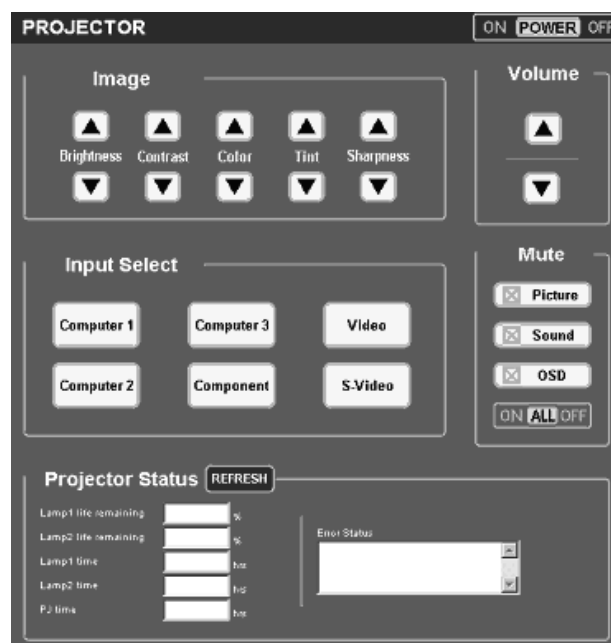 PROJECTOR
ON POWER OFF
Image
Volume
Brightness Contrast Color Tint Sharpness
Input Select
Mute
Computer 1 Computer 3 Video
Picture
Sound
Computer 2 Component S-Video
OSD
ON ALL OFF
Projector Status REFRESH
Lamp1 life remaining %
Lamp2 life remaining %
Error Status
Lamp1 time hrs
Lamp2 time hrs
PJ time hrs